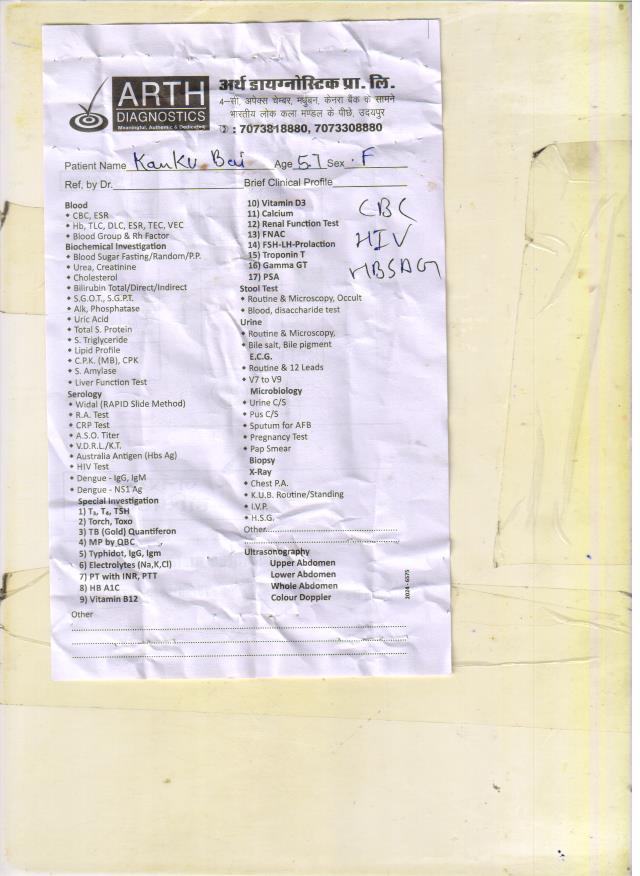 ARTH
DIAGNOSTICS
Meaningful, Authentic & Dedicated
अर्थ डायग्नोस्टिक प्रा. लि.
4-सी, अपेक्स चेम्बर, मधुबन, केनरा बैंक के सामने
भारतीय लोक कला मण्डल के पीछे, उदयपुर
: 7073818880, 7073308880
Patient Name Kanku Bai Age 57 Sex F
Ref, by Dr. Brief Clinical Profile
Blood
CBC, ESR
Hb, TLC, DLC, ESR, TEC, VEC
Blood Group & Rh Factor
Biochemical Investigation
Blood Sugar Fasting/Random/P.P.
Urea, Creatinine
Cholesterol
Bilirubin Total/Direct/Indirect
S.G.O.T., S.G.P.T.
Alk, Phosphatase
Uric Acid
Total S. Protein
S. Triglyceride
Lipid Profile
C.P.K. (MB), CPK
S. Amylase
Liver Function Test
Serology
Widal (RAPID Slide Method)
R.A. Test
CRP Test
A.S.O. Titer
V.D.R.L./K.T.
Australia Antigen (Hbs Ag)
HIV Test
Dengue - IgG, IgM
Dengue - NS1 Ag
Special Investigation
1) T₃, T₄, TSH
2) Torch, Toxo
3) TB (Gold) Quantiferon
4) MP by QBC
5) Typhidot, IgG, Igm
6) Electrolytes (Na,K,Cl)
7) PT with INR, PTT
8) HB A1C
9) Vitamin B12
Other
10) Vitamin D3
11) Calcium
12) Renal Function Test
13) FNAC
14) FSH-LH-Prolaction
15) Troponin T
16) Gamma GT
17) PSA
Stool Test
Routine & Microscopy, Occult
Blood, disaccharide test
Urine
Routine & Microscopy,
Bile salt, Bile pigment
E.C.G.
Routine & 12 Leads
V7 to V9
Microbiology
Urine C/S
Pus C/S
Sputum for AFB
Pregnancy Test
Pap Smear
Biopsy
X-Ray
Chest P.A.
K.U.B. Routine/Standing
I.V.P.
H.S.G.
Other
Ultrasonography
Upper Abdomen
Lower Abdomen
Whole Abdomen
Colour Doppler
CBC
HIV
HBSAG
2024-6575